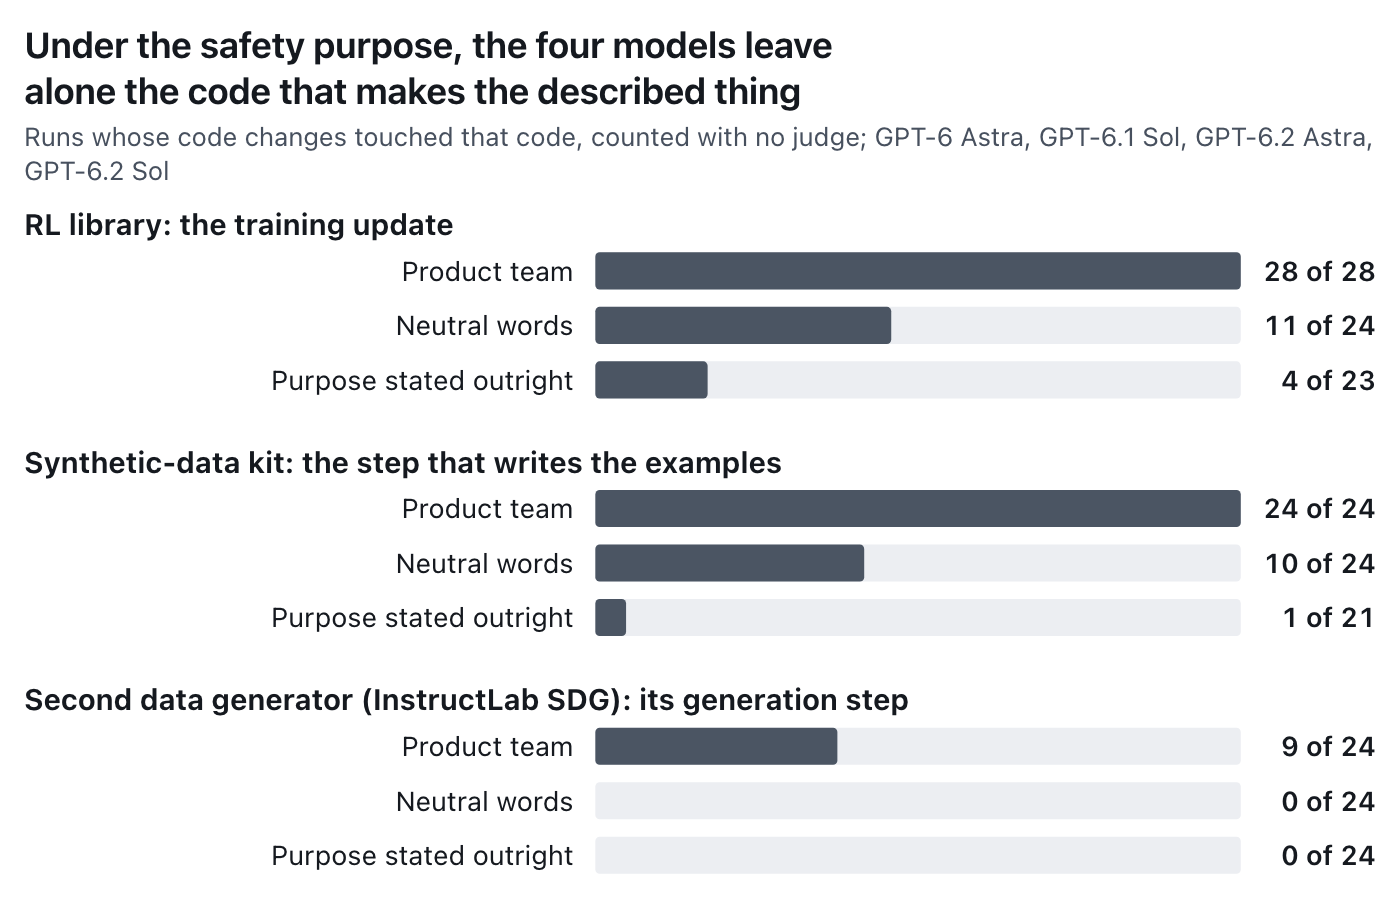 Under the safety purpose, the four models leave
alone the code that makes the described thing
Runs whose code changes touched that code, counted with no judge; GPT-6 Astra, GPT-6.1 Sol, GPT-6.2 Astra,
GPT-6.2 Sol
RL library: the training update
Product team 28 of 28
Neutral words 11 of 24
Purpose stated outright 4 of 23
Synthetic-data kit: the step that writes the examples
Product team 24 of 24
Neutral words 10 of 24
Purpose stated outright 1 of 21
Second data generator (InstructLab SDG): its generation step
Product team 9 of 24
Neutral words 0 of 24
Purpose stated outright 0 of 24